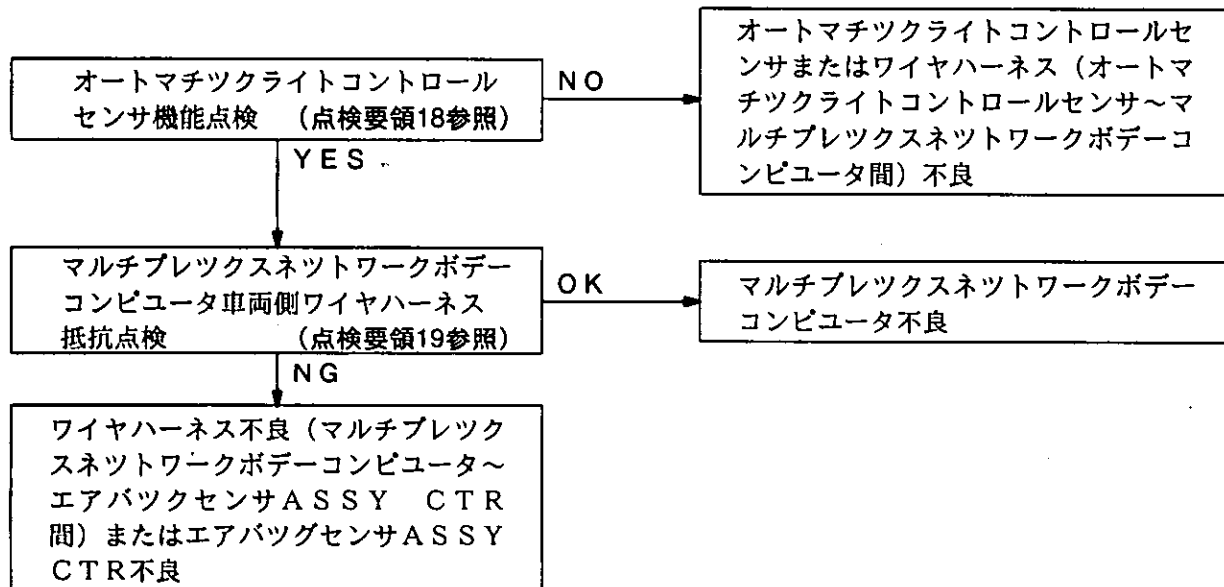 オートマチツクライトコントロール
センサ機能点検　(点検要領18参照)
NO
オートマチツクライトコントロールセ
ンサまたはワイヤハーネス（オートマ
チツクライトコントロールセンサ～マ
ルチプレツクスネツトワークボデーコ
ンピユータ間）不良
YES
マルチプレツクスネツトワークボデー
コンピユータ車両側ワイヤハーネス
抵抗点検　(点検要領19参照)
OK
マルチプレツクスネツトワークボデー
コンピユータ不良
NG
ワイヤハーネス不良（マルチプレツク
スネツトワークボデーコンピユータ～
エアバツクセンサＡＳＳＹ　ＣＴＲ
間）またはエアバツグセンサＡＳＳＹ
ＣＴＲ不良